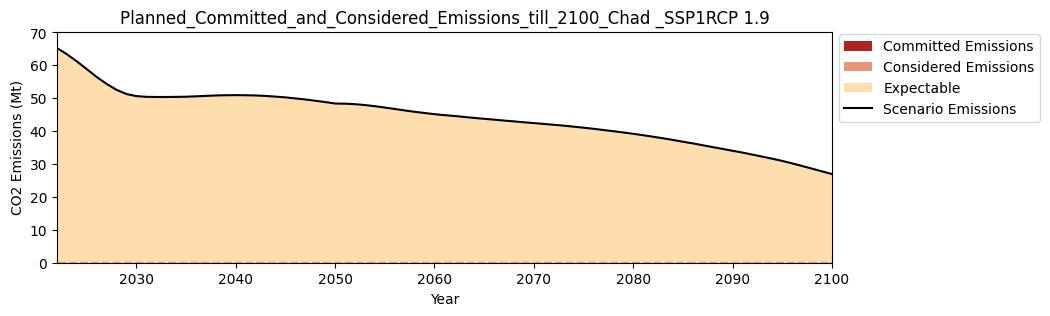 Planned_Committed_and_Considered_Emissions_till_2100_Chad _SSP1RCP 1.9
70
60
50
40
30
20
10
0
CO2 Emissions (Mt)
2030
2040
2050
2060
2070
2080
2090
2100
Year
Committed Emissions
Considered Emissions
Expectable
Scenario Emissions